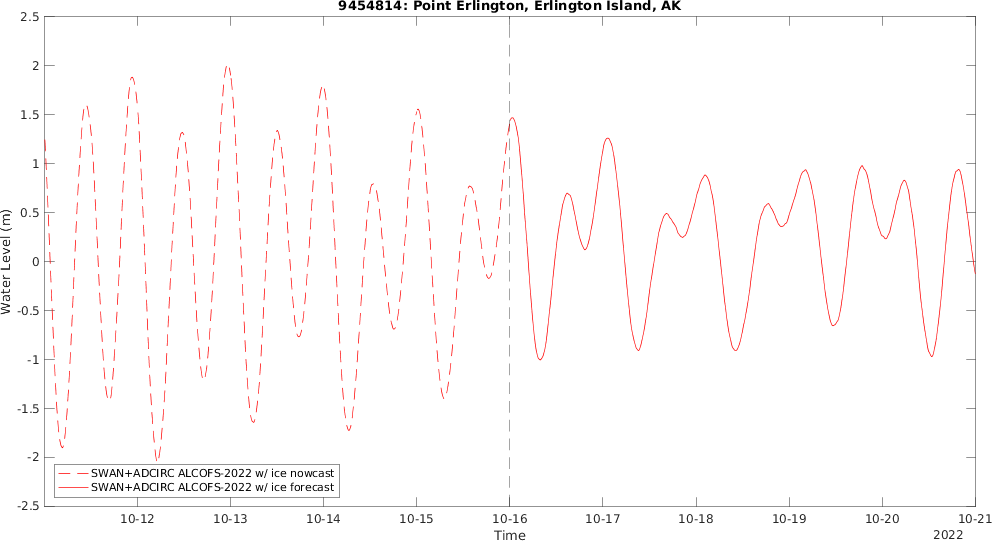 9454814: Point Erlington, Erlington Island, AK
2.5
2
1.5
1
0.5
0
-0.5
-1
-1.5
-2
-2.5
Water Level (m)
SWAN+ADCIRC ALCOFS-2022 w/ ice nowcast
SWAN+ADCIRC ALCOFS-2022 w/ ice forecast
10-12 10-13 10-14 10-15 10-16 10-17 10-18 10-19 10-20 10-21
Time
2022